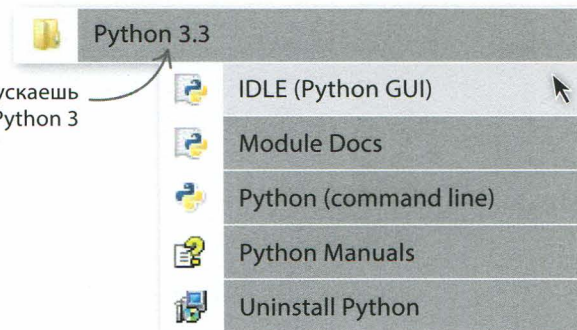 Python 3.3
IDLE (Python GUI)
ускаешь
Python 3
Module Docs
Python (command line)
Python Manuals
Uninstall Python